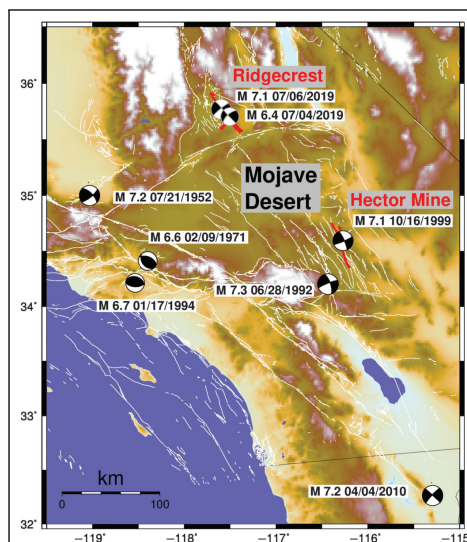 36°
Ridgecrest
M 7.1 07/06/2019
M 6.4 07/04/2019
Mojave
Desert
35°
M 7.2 07/21/1952
Hector Mine
M 7.1 10/16/1999
M 6.6 02/09/1971
M 7.3 06/28/1992
34°
M 6.7 01/17/1994
33°
km
0
100
M 7.2 04/04/2010
32°
−119°
−118°
−117°
−116°
−115